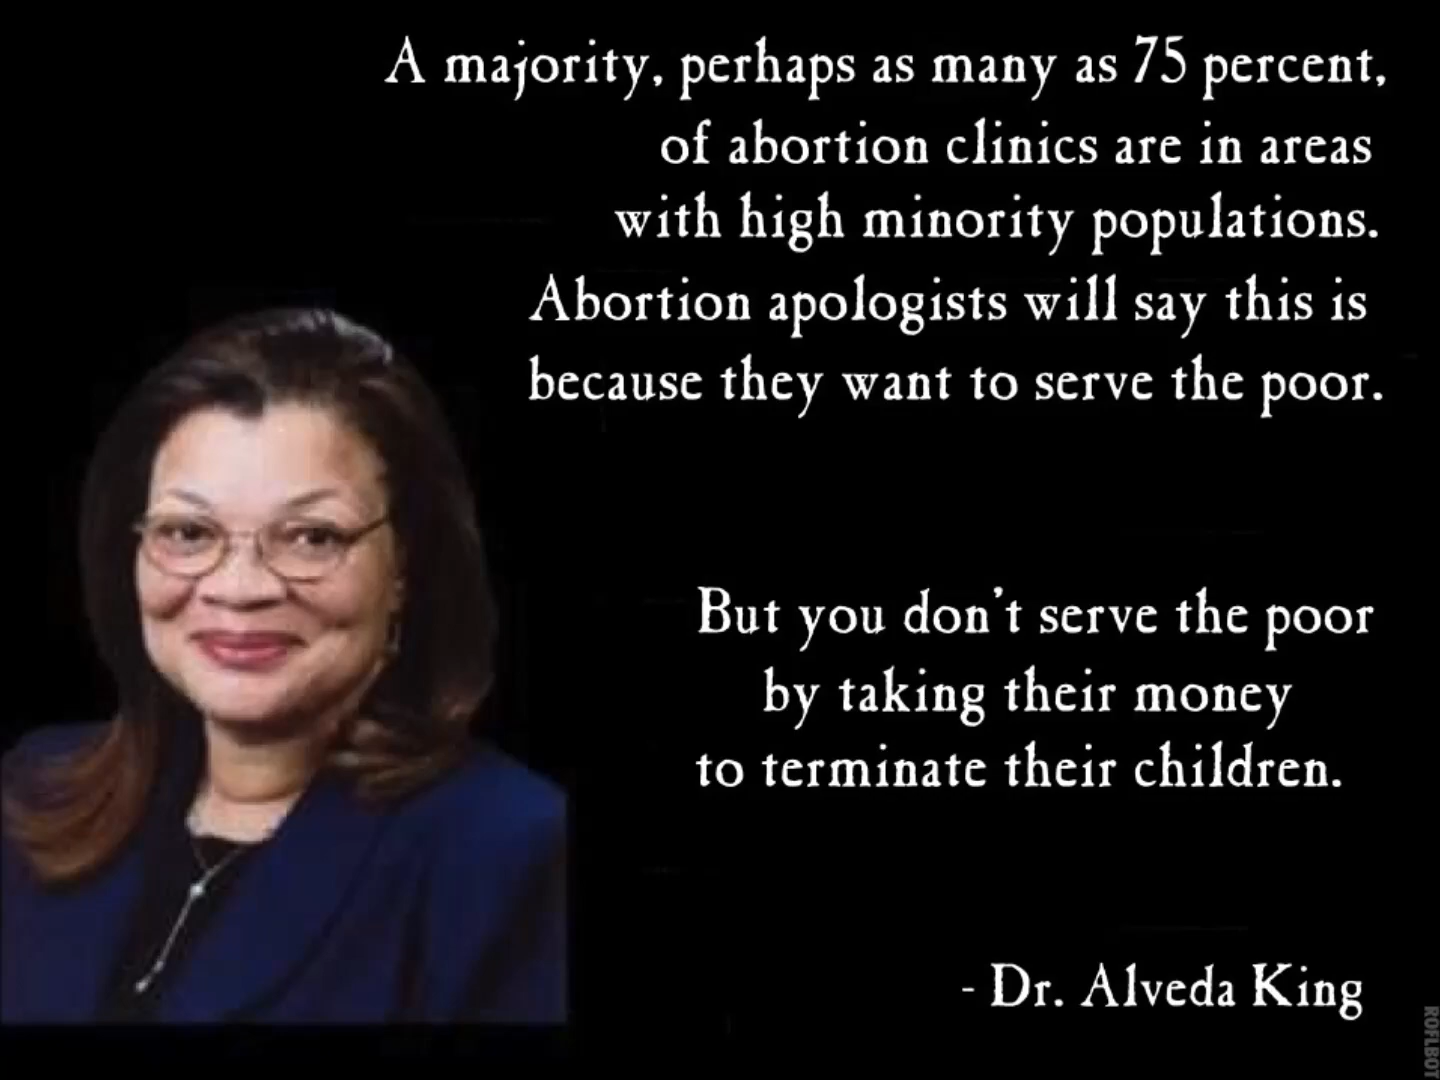 A majority, perhaps as many as 75 percent,
of abortion clinics are in areas
with high minority populations.
Abortion apologists will say this is
because they want to serve the poor.
But you don't serve the poor
by taking their money
to terminate their children.
- Dr. Alveda King
ROFLBOT